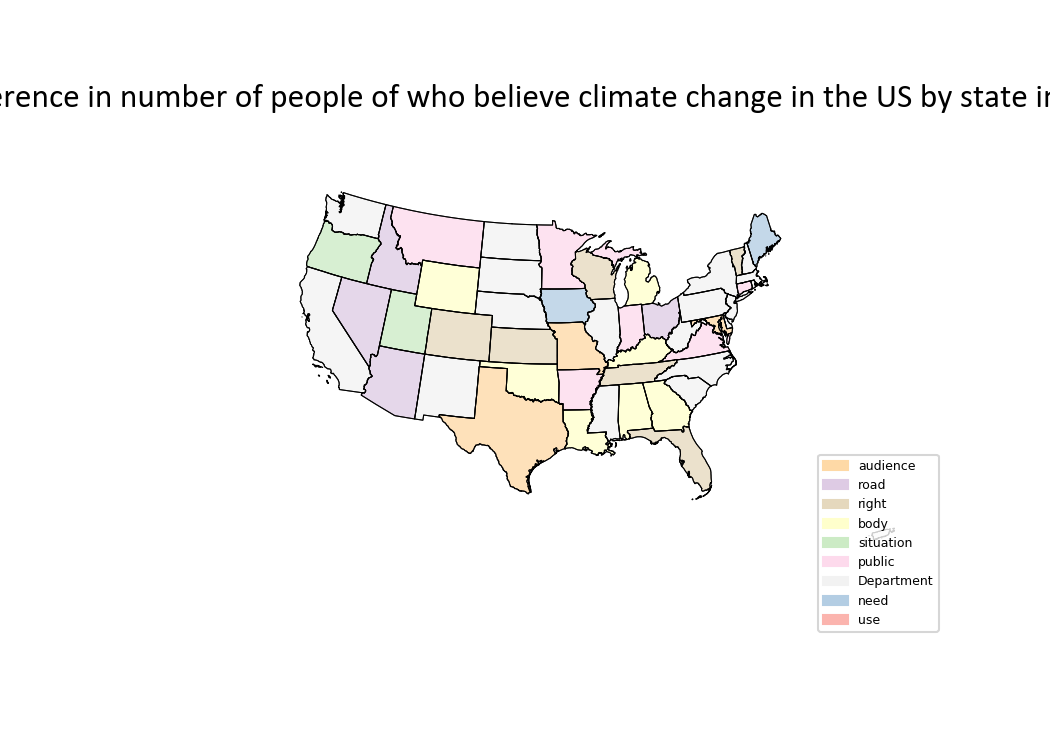 erence in number of people of who believe climate change in the US by state in
audience
road
right
body
situation
public
Department
need
use